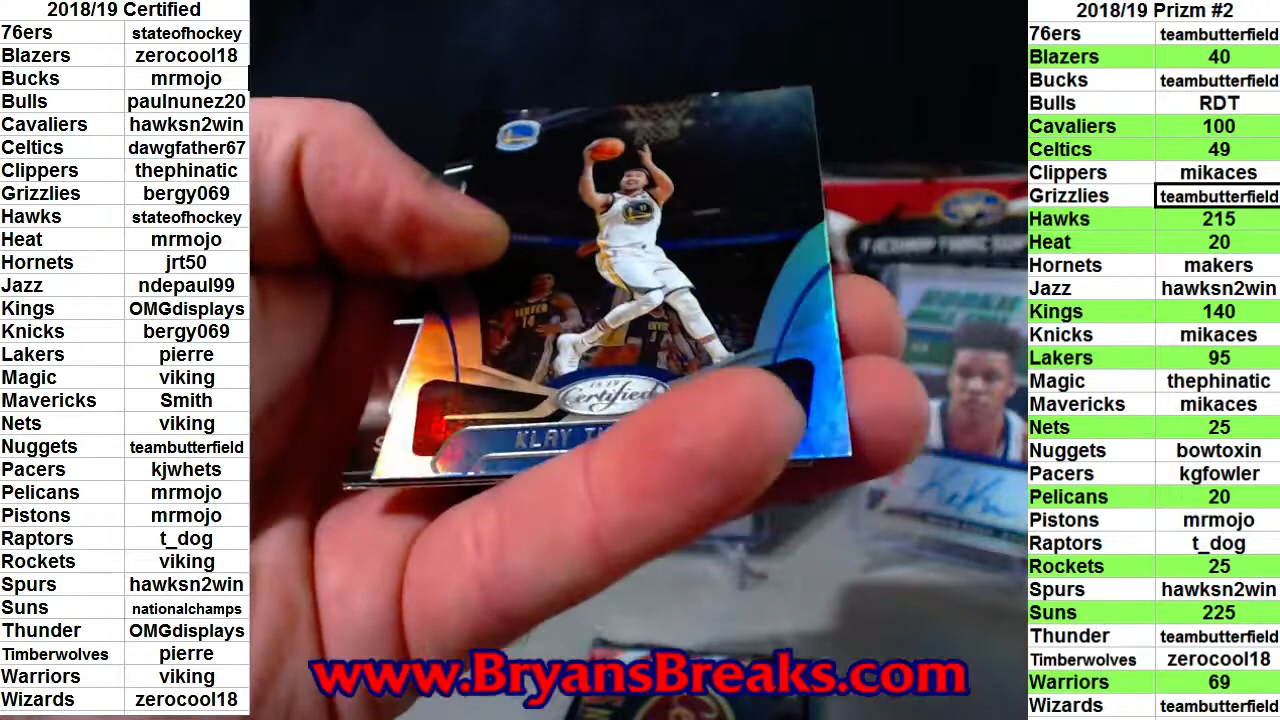 2018/19 Certified
76ers stateofhockey
Blazers zerocool18
Bucks mrmojo
Bulls paulnunez20
Cavaliers hawksn2win
Celtics dawgfather67
Clippers thephinatic
Grizzlies bergy069
Hawks stateofhockey
Heat mrmojo
Hornets jrt50
Jazz ndepaul99
Kings OMGdisplays
Knicks bergy069
Lakers pierre
Magic viking
Mavericks Smith
Nets viking
Nuggets teambutterfield
Pacers kjwhets
Pelicans mrmojo
Pistons mrmojo
Raptors t_dog
Rockets viking
Spurs hawksn2win
Suns nationalchamps
Thunder OMGdisplays
Timberwolves pierre
Warriors viking
Wizards zerocool18
DENVER
14
Certified
KLAY
www.BryansBreaks.com
2018/19 Prizm #2
76ers teambutterfield
Blazers 40
Bucks teambutterfield
Bulls RDT
Cavaliers 100
Celtics 49
Clippers mikaces
Grizzlies teambutterfield
Hawks 215
Heat 20
Hornets makers
Jazz hawksn2win
Kings 140
Knicks mikaces
Lakers 95
Magic thephinatic
Mavericks mikaces
Nets 25
Nuggets bowtoxin
Pacers kgfowler
Pelicans 20
Pistons mrmojo
Raptors t_dog
Rockets 25
Spurs hawksn2win
Suns 225
Thunder teambutterfield
Timberwolves zerocool18
Warriors 69
Wizards teambutterfield